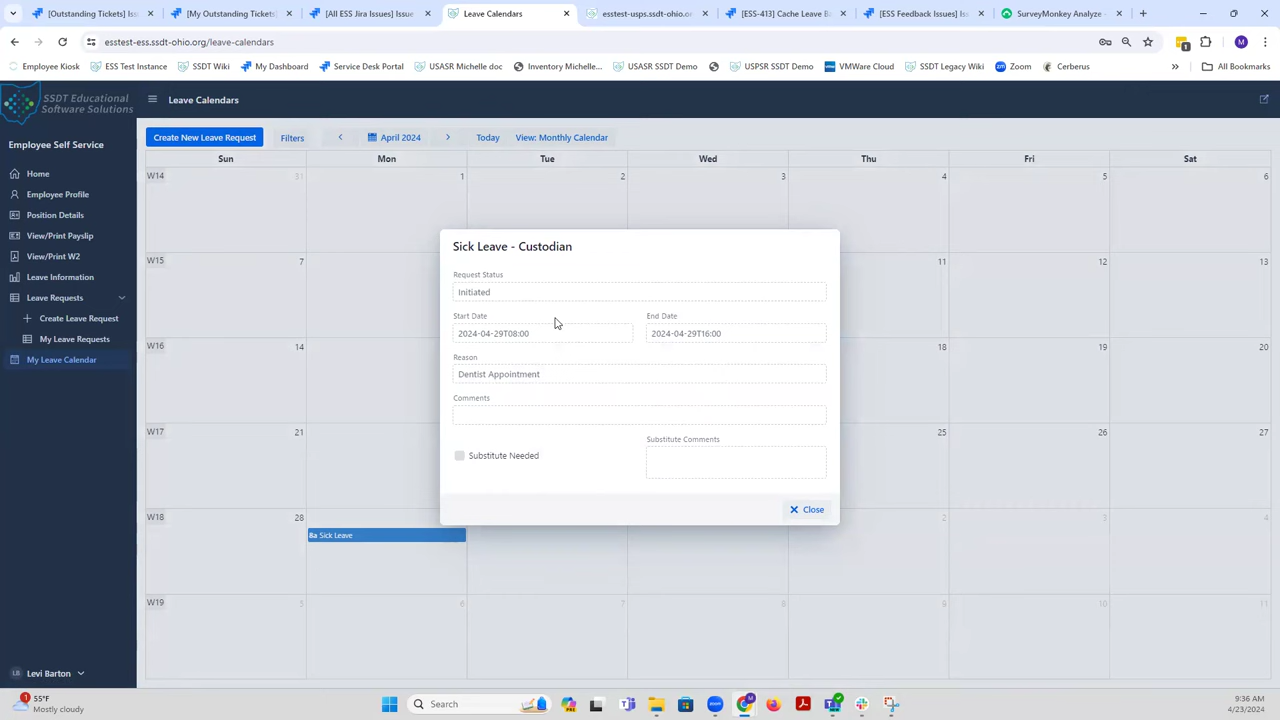 [Outstanding Tickets] Is
[My Outstanding Tickets]
[All ESS Jira Issues] Issue
Leave Calendars
esstest-usps.ssdt-ohio.org/
[ESS-413] Cache Leave Ba
[ESS Feedback Issues] Iss
SurveyMonkey Analyze -
esstest-ess.ssdt-ohio.org/leave-calendars
M
Employee Kiosk
ESS Test Instance
SSDT Wiki
My Dashboard
Service Desk Portal
USASR Michelle doc
Inventory Michelle...
USASR SSDT Demo
USPSR SSDT Demo
VMWare Cloud
SSDT Legacy Wiki
Zoom
Cerberus
All Bookmarks
SSDT Educational
Software Solutions
Leave Calendars
Employee Self Service
Home
Employee Profile
Position Details
View/Print Payslip
View/Print W2
Leave Information
Leave Requests
Create Leave Request
My Leave Requests
My Leave Calendar
LB Levi Barton
Create New Leave Request
Filters
April 2024
Today
View: Monthly Calendar
Sun Mon Tue Wed Thu Fri Sat
W14 31 1 2 3 4 5 6
W15 7 11 12 13
W16 14 18 19 20
W17 21 25 26 27
W18 28 2 3 4
8a Sick Leave
W19 5 6 7 8 9 10 11
Sick Leave - Custodian
Request Status
Initiated
Start Date End Date
2024-04-29T08:00 2024-04-29T16:00
Reason
Dentist Appointment
Comments
Substitute Comments
Substitute Needed
Close
1
55°F
Mostly cloudy
Search
9:36 AM
4/23/2024